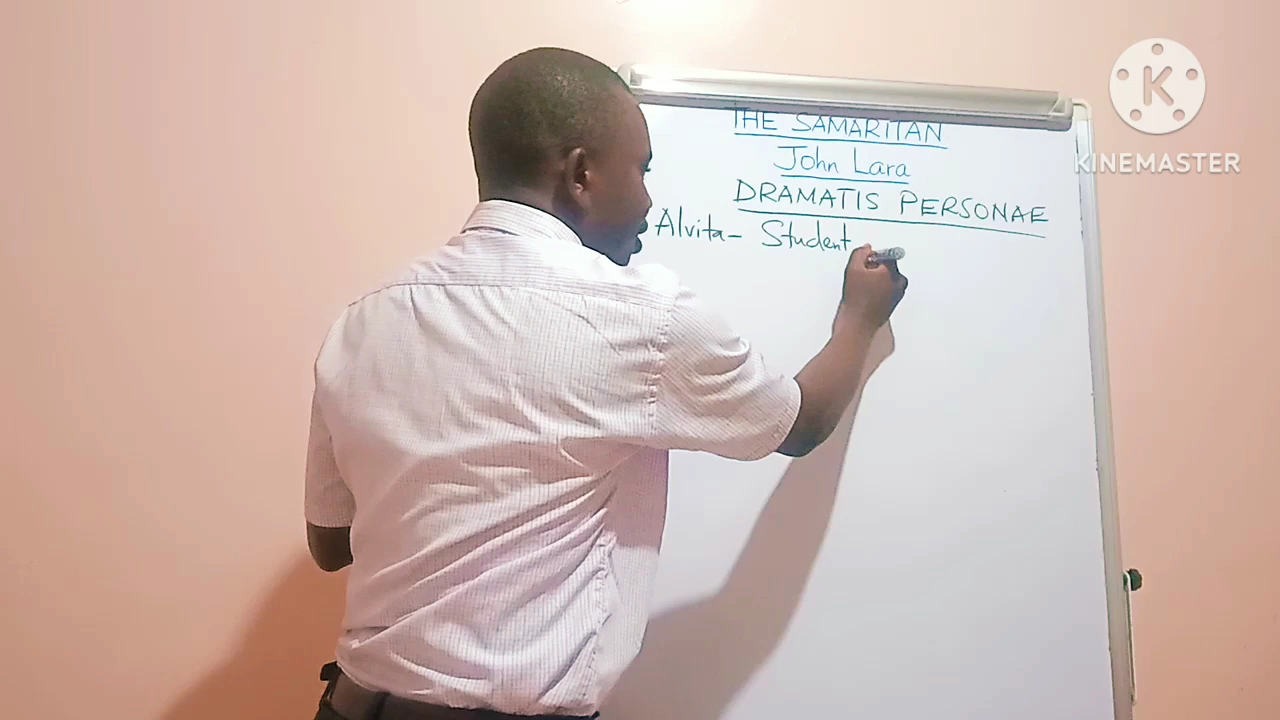 THE SAMARITAN
John Lara
DRAMATIS PERSONAE
Alvita- Student
K
KINEMASTER